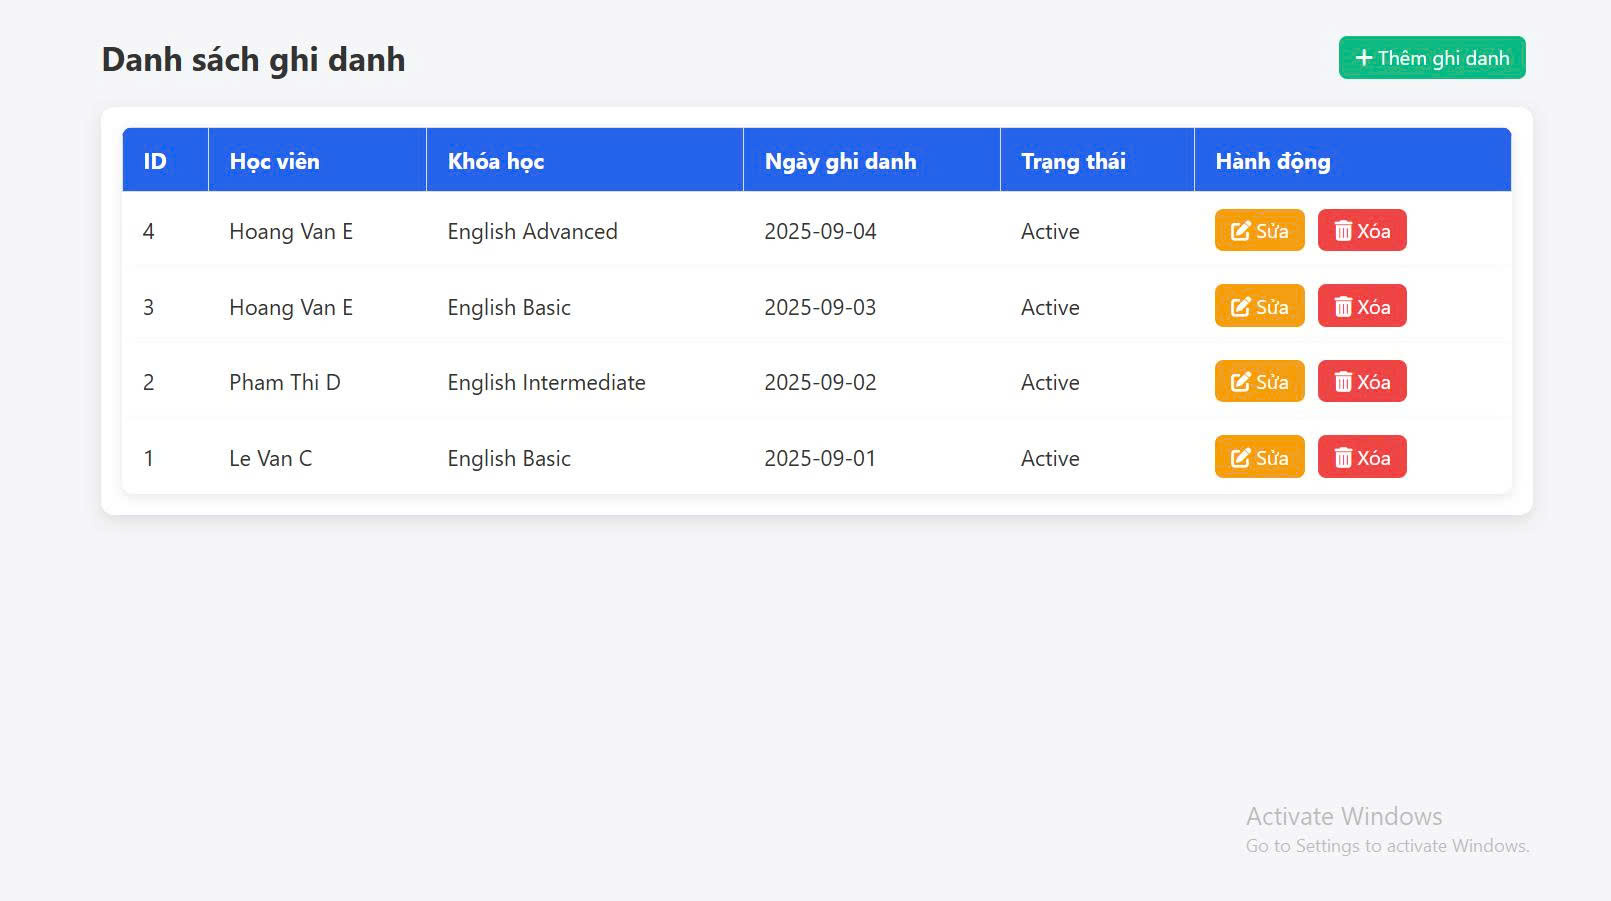 Danh sách ghi danh
Thêm ghi danh
ID Học viên Khóa học Ngày ghi danh Trạng thái Hành động
4 Hoang Van E English Advanced 2025-09-04 Active Sửa Xóa
3 Hoang Van E English Basic 2025-09-03 Active Sửa Xóa
2 Pham Thi D English Intermediate 2025-09-02 Active Sửa Xóa
1 Le Van C English Basic 2025-09-01 Active Sửa Xóa
Activate Windows
Go to Settings to activate Windows.